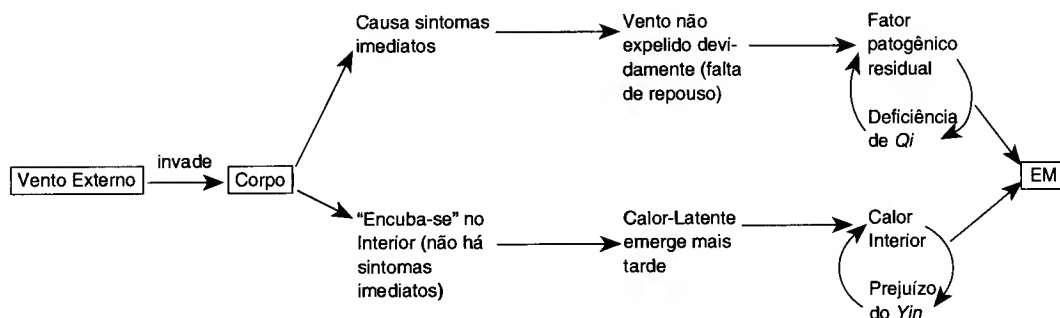 Causa sintomas
imediatos
Vento não
expelido devi-
damente (falta
de repouso)
Fator
patogênico
residual
Deficiência
de Qi
invade
Vento Externo
Corpo
EM
"Encuba-se" no
Interior (não há
sintomas
imediatos)
Calor-Latente
emerge mais
tarde
Calor
Interior
Prejuízo
do Yin